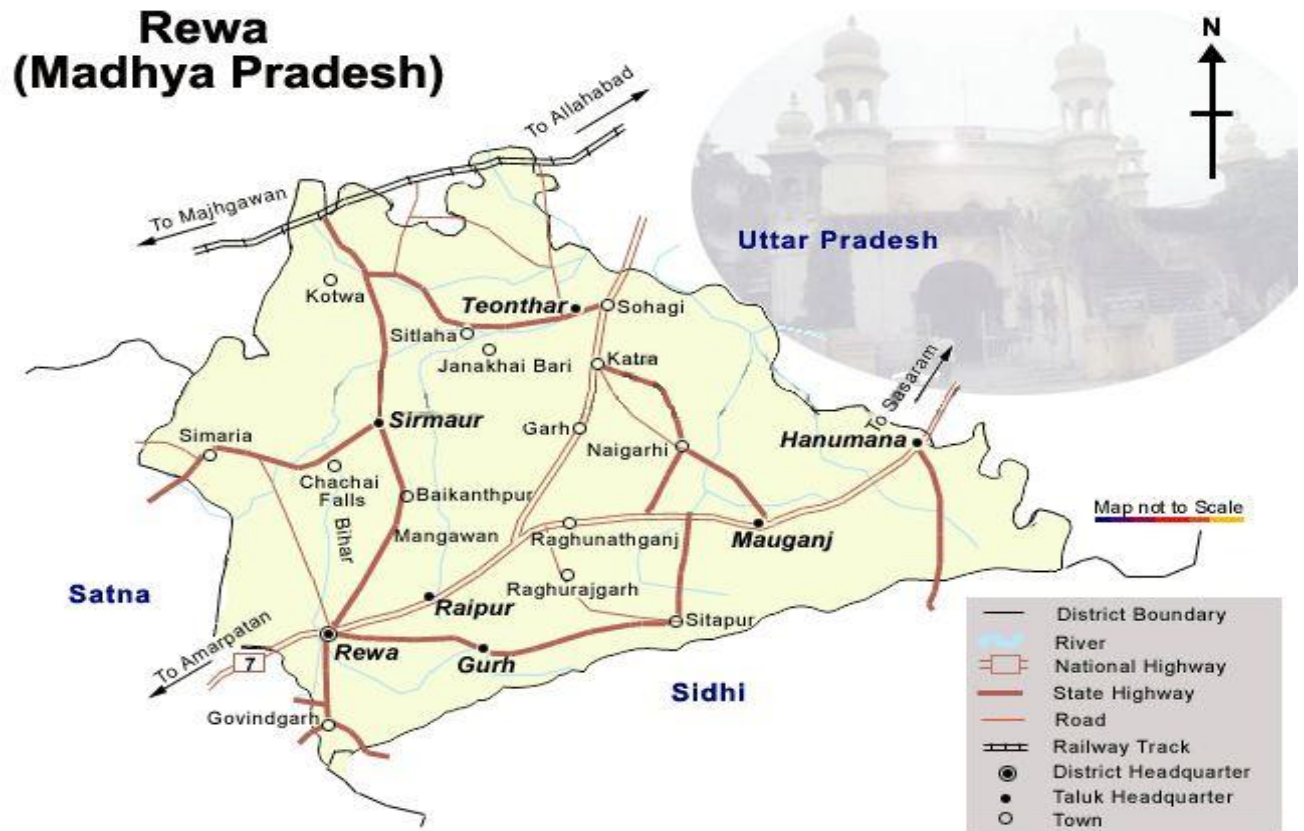 Rewa
(Madhya Pradesh)
N
To Allahabad
To Majhgawan
Uttar Pradesh
Kotwa
Teonthar
Sohagi
Sitlaha
Janakhai Bari
Katra
To Sasaram
Sirmaur
Garh
Naigarhi
Hanumana
Simaria
Chachai
Falls
Baikanthpur
Map not to Scale
Bihar
Mangawan
Raghunathganj
Mauganj
Satna
Raghurajgarh
Raipur
Sitapur
To Amarpatan
7
Rewa
Gurh
Sidhi
Govindgarh
District Boundary
River
National Highway
State Highway
Road
Railway Track
District Headquarter
Taluk Headquarter
Town